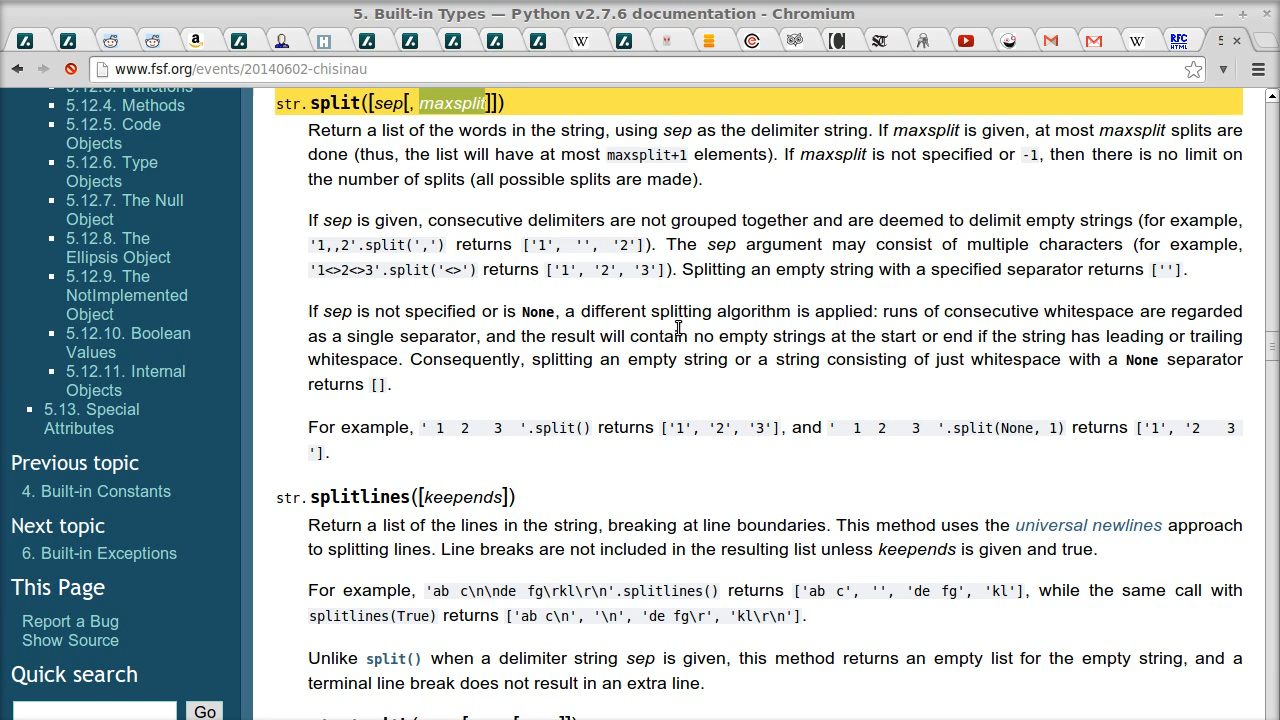 5. Built-in Types — Python v2.7.6 documentation - Chromium
www.fsf.org/events/20140602-chisinau
5.12.3. Functions
5.12.4. Methods
5.12.5. Code
Objects
5.12.6. Type
Objects
5.12.7. The Null
Object
5.12.8. The
Ellipsis Object
5.12.9. The
NotImplemented
Object
5.12.10. Boolean
Values
5.12.11. Internal
Objects
5.13. Special
Attributes
Previous topic
4. Built-in Constants
Next topic
6. Built-in Exceptions
This Page
Report a Bug
Show Source
Quick search
Go
str.split([sep[, maxsplit]])
Return a list of the words in the string, using sep as the delimiter string. If maxsplit is given, at most maxsplit splits are
done (thus, the list will have at most maxsplit+1 elements). If maxsplit is not specified or -1, then there is no limit on
the number of splits (all possible splits are made).
If sep is given, consecutive delimiters are not grouped together and are deemed to delimit empty strings (for example,
'1,,2'.split(',') returns ['1', '', '2']). The sep argument may consist of multiple characters (for example,
'1<>2<>3'.split('<>') returns ['1', '2', '3']). Splitting an empty string with a specified separator returns [''].
If sep is not specified or is None, a different splitting algorithm is applied: runs of consecutive whitespace are regarded
as a single separator, and the result will contain no empty strings at the start or end if the string has leading or trailing
whitespace. Consequently, splitting an empty string or a string consisting of just whitespace with a None separator
returns [].
For example, ' 1  2   3  '.split() returns ['1', '2', '3'], and '  1  2   3  '.split(None, 1) returns ['1', '2   3
'].
str.splitlines([keepends])
Return a list of the lines in the string, breaking at line boundaries. This method uses the universal newlines approach
to splitting lines. Line breaks are not included in the resulting list unless keepends is given and true.
For example, 'ab c\n\nde fg\rkl\r\n'.splitlines() returns ['ab c', '', 'de fg', 'kl'], while the same call with
splitlines(True) returns ['ab c\n', '\n', 'de fg\r', 'kl\r\n'].
Unlike split() when a delimiter string sep is given, this method returns an empty list for the empty string, and a
terminal line break does not result in an extra line.